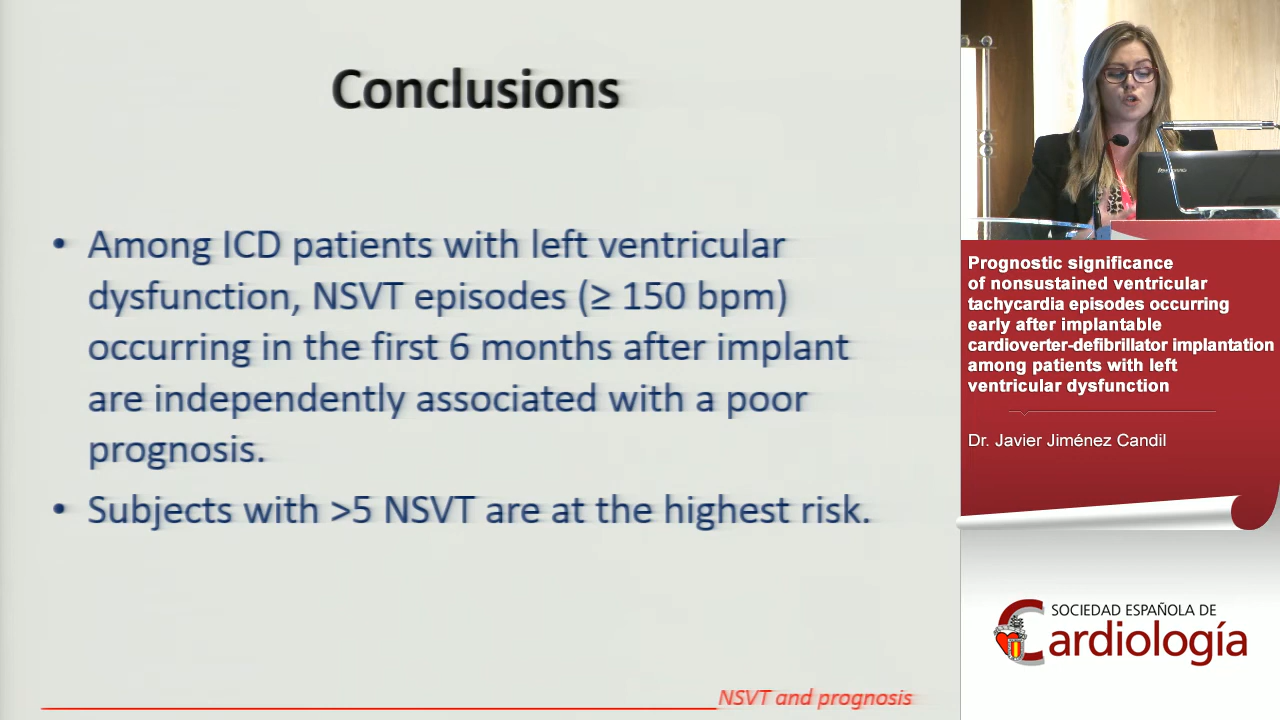 Conclusions
• Among ICD patients with left ventricular
dysfunction, NSVT episodes (≥ 150 bpm)
occurring in the first 6 months after implant
are independently associated with a poor
prognosis.
• Subjects with >5 NSVT are at the highest risk.
NSVT and prognosis
Prognostic significance
of nonsustained ventricular
tachycardia episodes occurring
early after implantable
cardioverter-defibrillator implantation
among patients with left
ventricular dysfunction
Dr. Javier Jiménez Candil
SOCIEDAD ESPAÑOLA DE
Cardiología